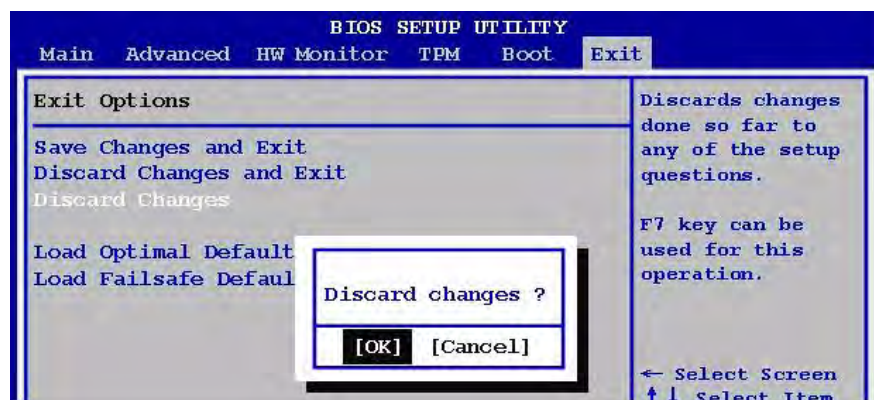 BIOS SETUP UTILITY
Main Advanced HW Monitor TPM Boot Exit
Exit Options
Save Changes and Exit
Discard Changes and Exit
Discard Changes
Load Optimal Default
Load Failsafe Defaul
Discard changes ?
[OK] [Cancel]
Discards changes
done so far to
any of the setup
questions.
F7 key can be
used for this
operation.
← Select Screen
↑↓ Select Item